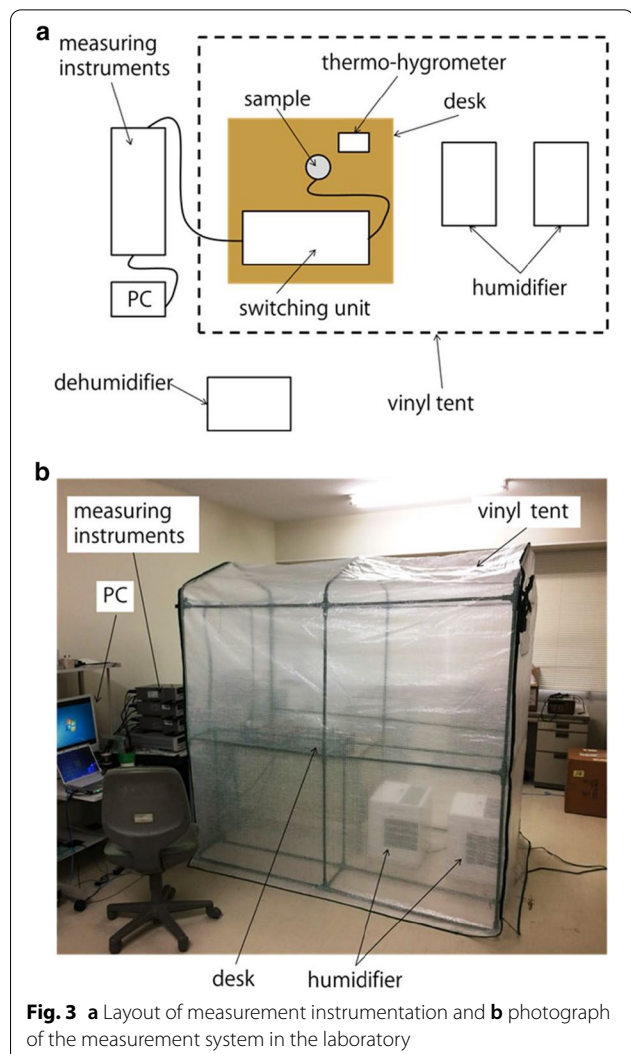 a
measuring
instruments
thermo-hygrometer
sample
desk
PC
switching unit
humidifier
dehumidifier
vinyl tent
b
measuring
instruments
vinyl tent
PC
desk
humidifier
Fig. 3 a Layout of measurement instrumentation and b photograph
of the measurement system in the laboratory